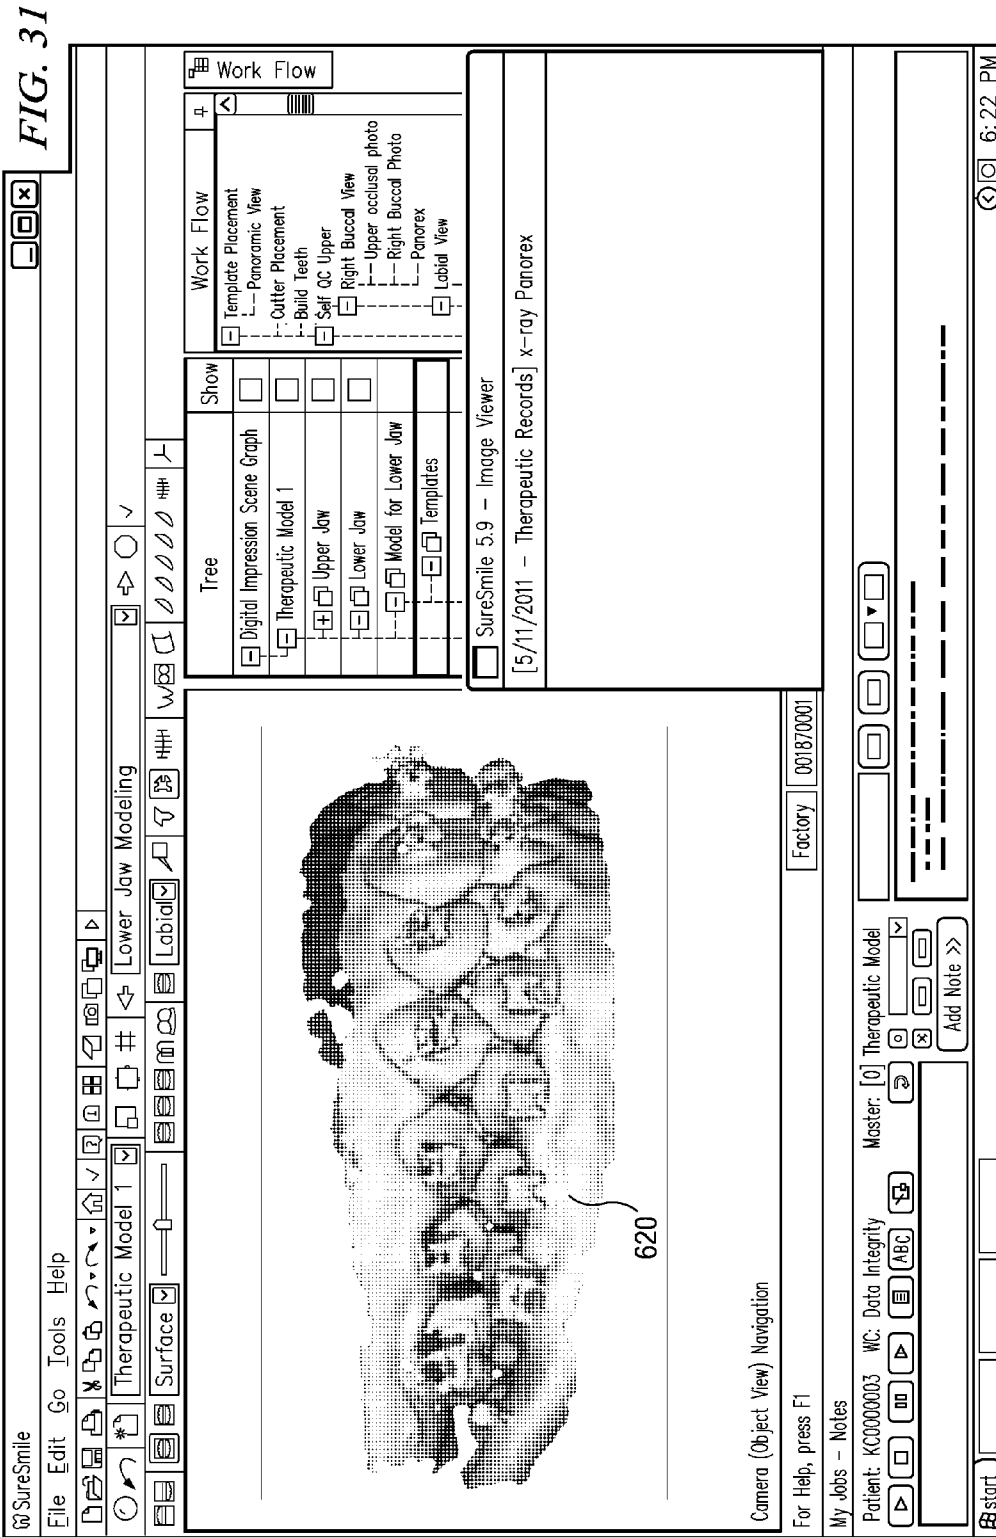 FIG. 31
SureSmile
File Edit Go Tools Help
Therapeutic Model 1
Lower Jaw Modeling
Surface
Labial
Tree
Show
Digital Impression Scene Graph
Therapeutic Model 1
Upper Jaw
Lower Jaw
Model for Lower Jaw
Templates
Work Flow
Template Placement
Panoramic View
Cutter Placement
Build Teeth
Self QC Upper
Right Buccal View
Upper occlusal photo
Right Buccal Photo
Panorex
Labial View
Work Flow
SureSmile 5.9 – Image Viewer
[5/11/2011 – Therapeutic Records] x–ray Panorex
620
Camera (Object View) Navigation
For Help, press F1
Factory
001870001
My Jobs – Notes
Patient: KC00000003 WC: Data Integrity Master: [0] Therapeutic Model
ABC
Add Note >>
start
6:22 PM